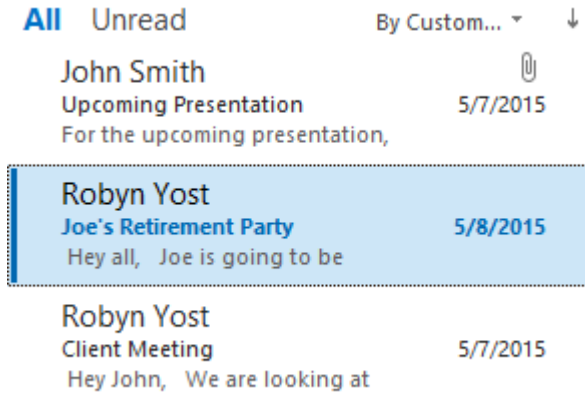 All Unread By Custom...
John Smith
Upcoming Presentation 5/7/2015
For the upcoming presentation,
Robyn Yost
Joe's Retirement Party 5/8/2015
Hey all, Joe is going to be
Robyn Yost
Client Meeting 5/7/2015
Hey John, We are looking at